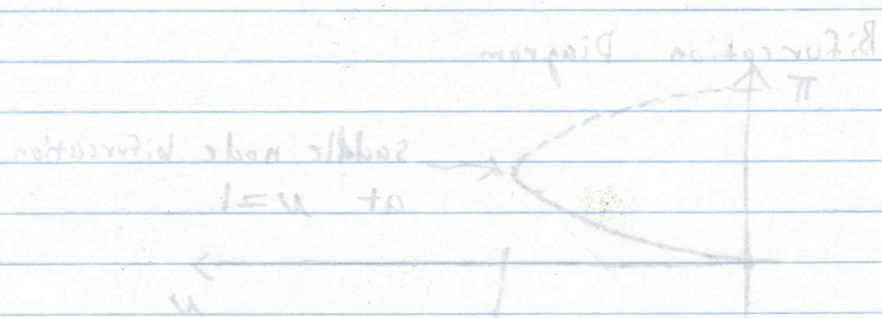 Bifurcation Diagram
π
saddle node bifurcation
at μ=1.
μ